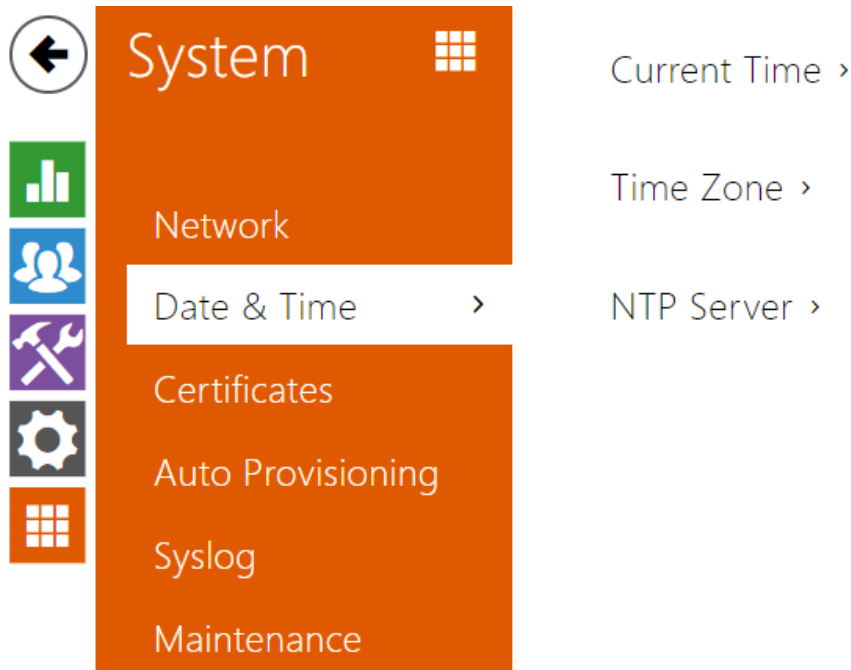 System
Network
Date & Time
Certificates
Auto Provisioning
Syslog
Maintenance
Current Time
Time Zone
NTP Server